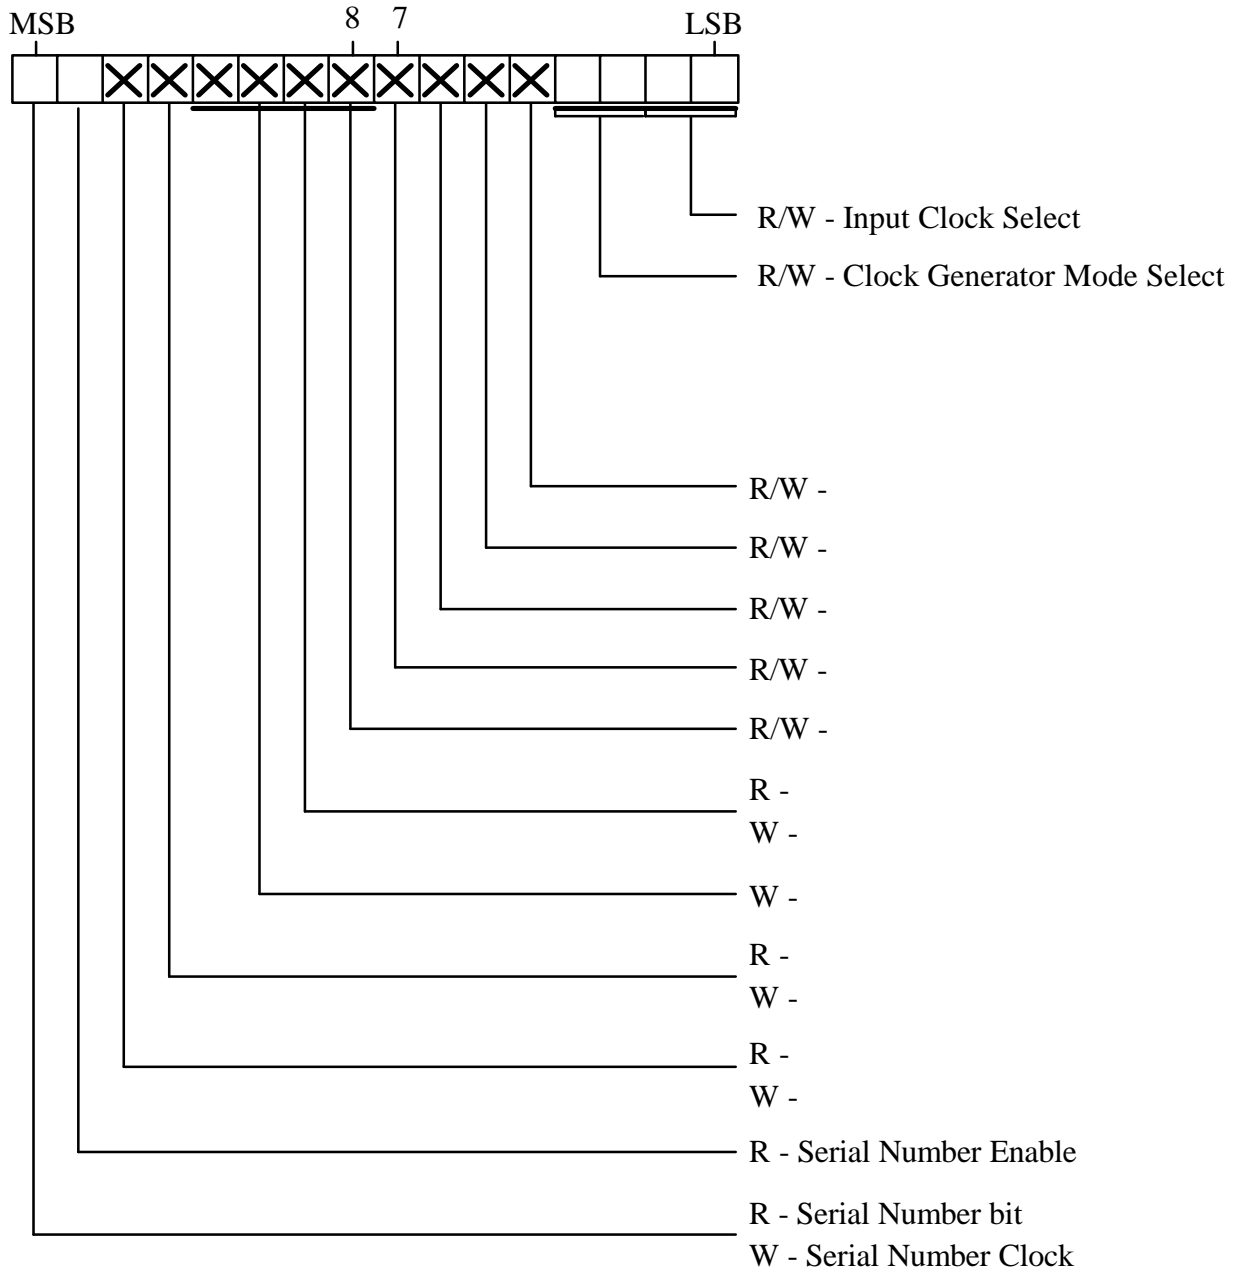 MSB 8 7 LSB
R/W - Input Clock Select
R/W - Clock Generator Mode Select
R/W -
R/W -
R/W -
R/W -
R/W -
R -
W -
W -
R -
W -
R -
W -
R - Serial Number Enable
R - Serial Number bit
W - Serial Number Clock